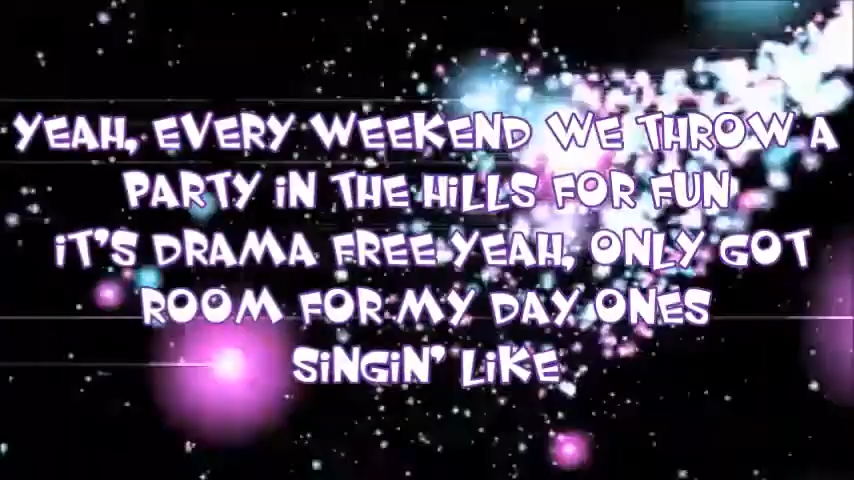 YEAH, EVERY WEEKEND WE THROW A
PARTY iN THE HiLLS FOR FUN
iT'S DRAMA FREE YEAH, ONLY GOT
ROOM FOR MY DAY ONES
SiNGiN' LiKE